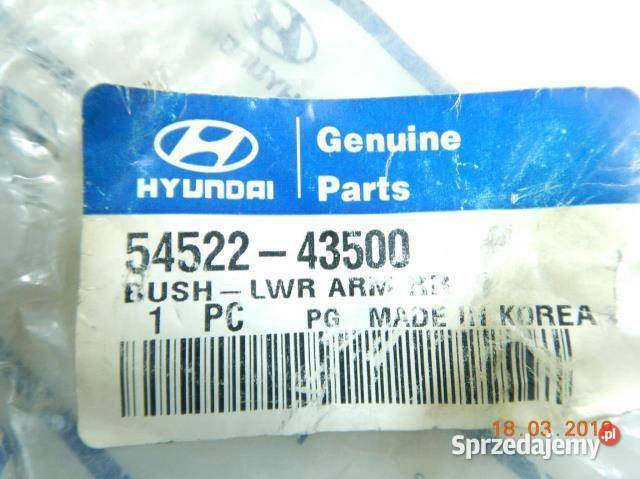 HYUNDAI
Genuine
Parts
54522-43500
BUSH-LWR ARM RR
1 PC PG MADE IN KOREA
18.03.201
Sprzedajemy.pl